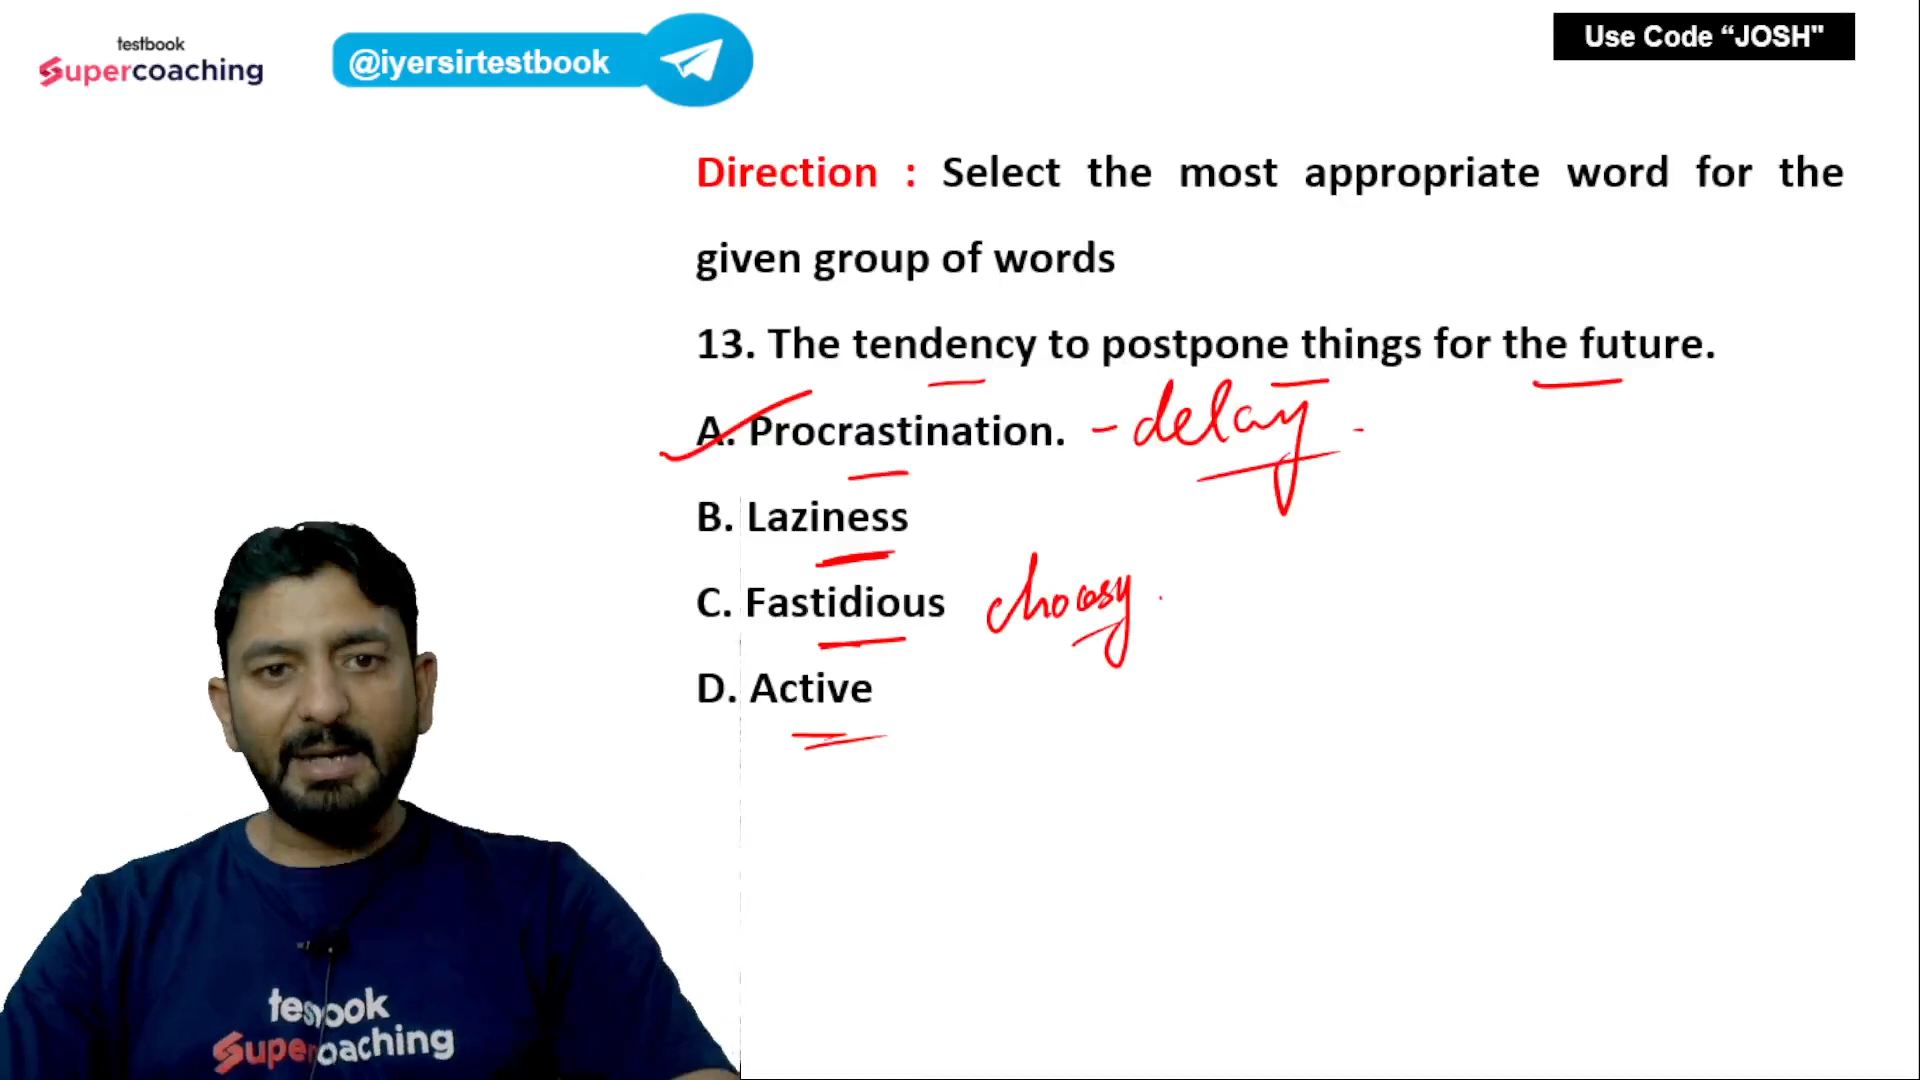 testbook
Supercoaching
@iyersirtestbook
Use Code “JOSH"
Direction : Select the most appropriate word for the
given group of words
13. The tendency to postpone things for the future.
A. Procrastination. - delay.
B. Laziness
C. Fastidious choosy.
D. Active
tesbook
Supercoaching